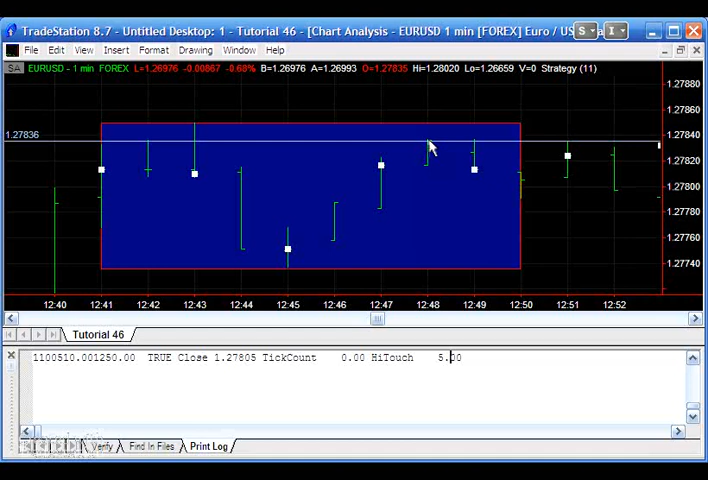 TradeStation 8.7 - Untitled Desktop: 1 - Tutorial 46 - [Chart Analysis - EURUSD 1 min [FOREX] Euro / US
S I
File Edit View Insert Format Drawing Window Help
SA EURUSD - 1 min FOREX L=1.26976 -0.00867 -0.68% B=1.26976 A=1.26993 O=1.27835 Hi=1.28020 Lo=1.26659 V=0 Strategy (11)
1.27880
1.27860
1.27836 1.27840
1.27820
1.27800
1.27780
1.27760
1.27740
12:40 12:41 12:42 12:43 12:44 12:45 12:46 12:47 12:48 12:49 12:50 12:51 12:52
Tutorial 46
1100510.001250.00 TRUE Close 1.27805 TickCount 0.00 HiTouch 5.00
Verify Find In Files Print Log